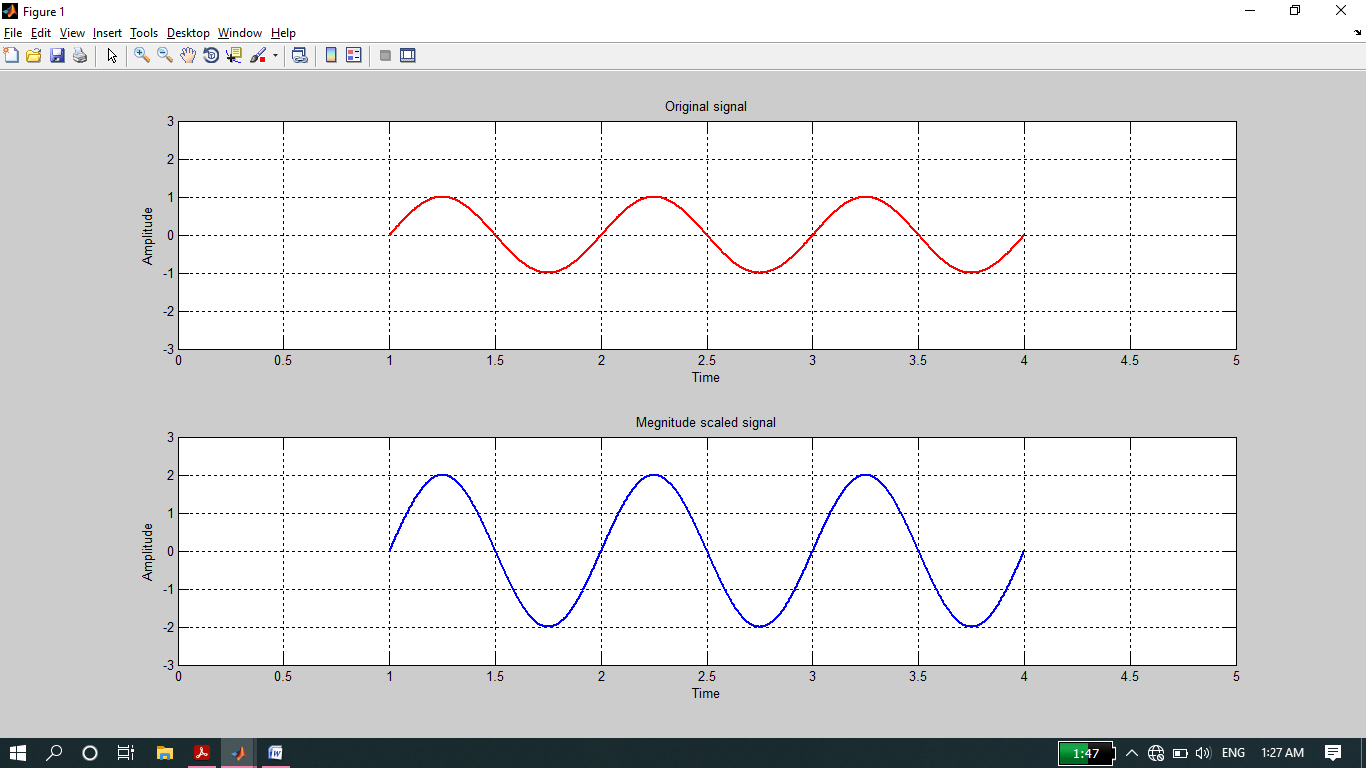 Figure 1
File Edit View Insert Tools Desktop Window Help
Original signal
3
2
1
0
-1
-2
-3
Amplitude
0 0.5 1 1.5 2 2.5 3 3.5 4 4.5 5
Time
Megnitude scaled signal
3
2
1
0
-1
-2
-3
Amplitude
0 0.5 1 1.5 2 2.5 3 3.5 4 4.5 5
Time
1:47 ENG 1:27 AM